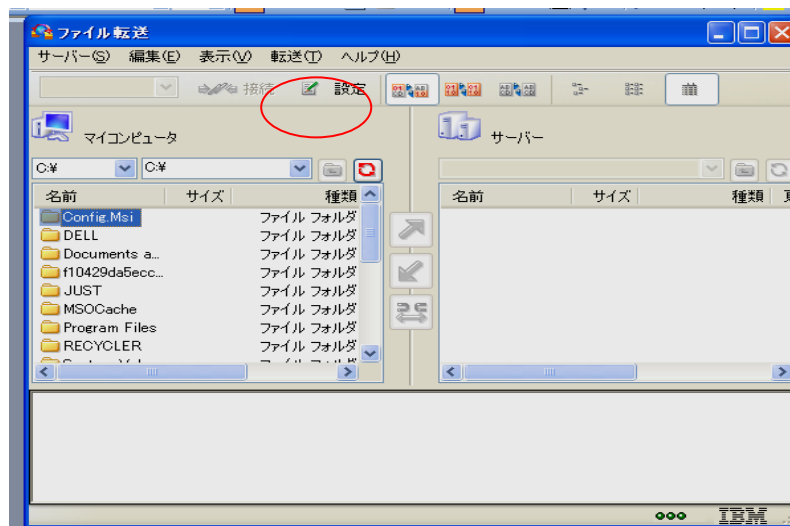 ファイル転送
サーバー(S) 編集(E) 表示(V) 転送(T) ヘルプ(H)
接続 設定
マイコンピュータ
サーバー
C:¥ C:¥
名前 サイズ 種類
名前 サイズ 種類
Config.Msi ファイル フォルダ
DELL ファイル フォルダ
Documents a... ファイル フォルダ
f10429da5ecc... ファイル フォルダ
JUST ファイル フォルダ
MSOCache ファイル フォルダ
Program Files ファイル フォルダ
RECYCLER ファイル フォルダ
IBM